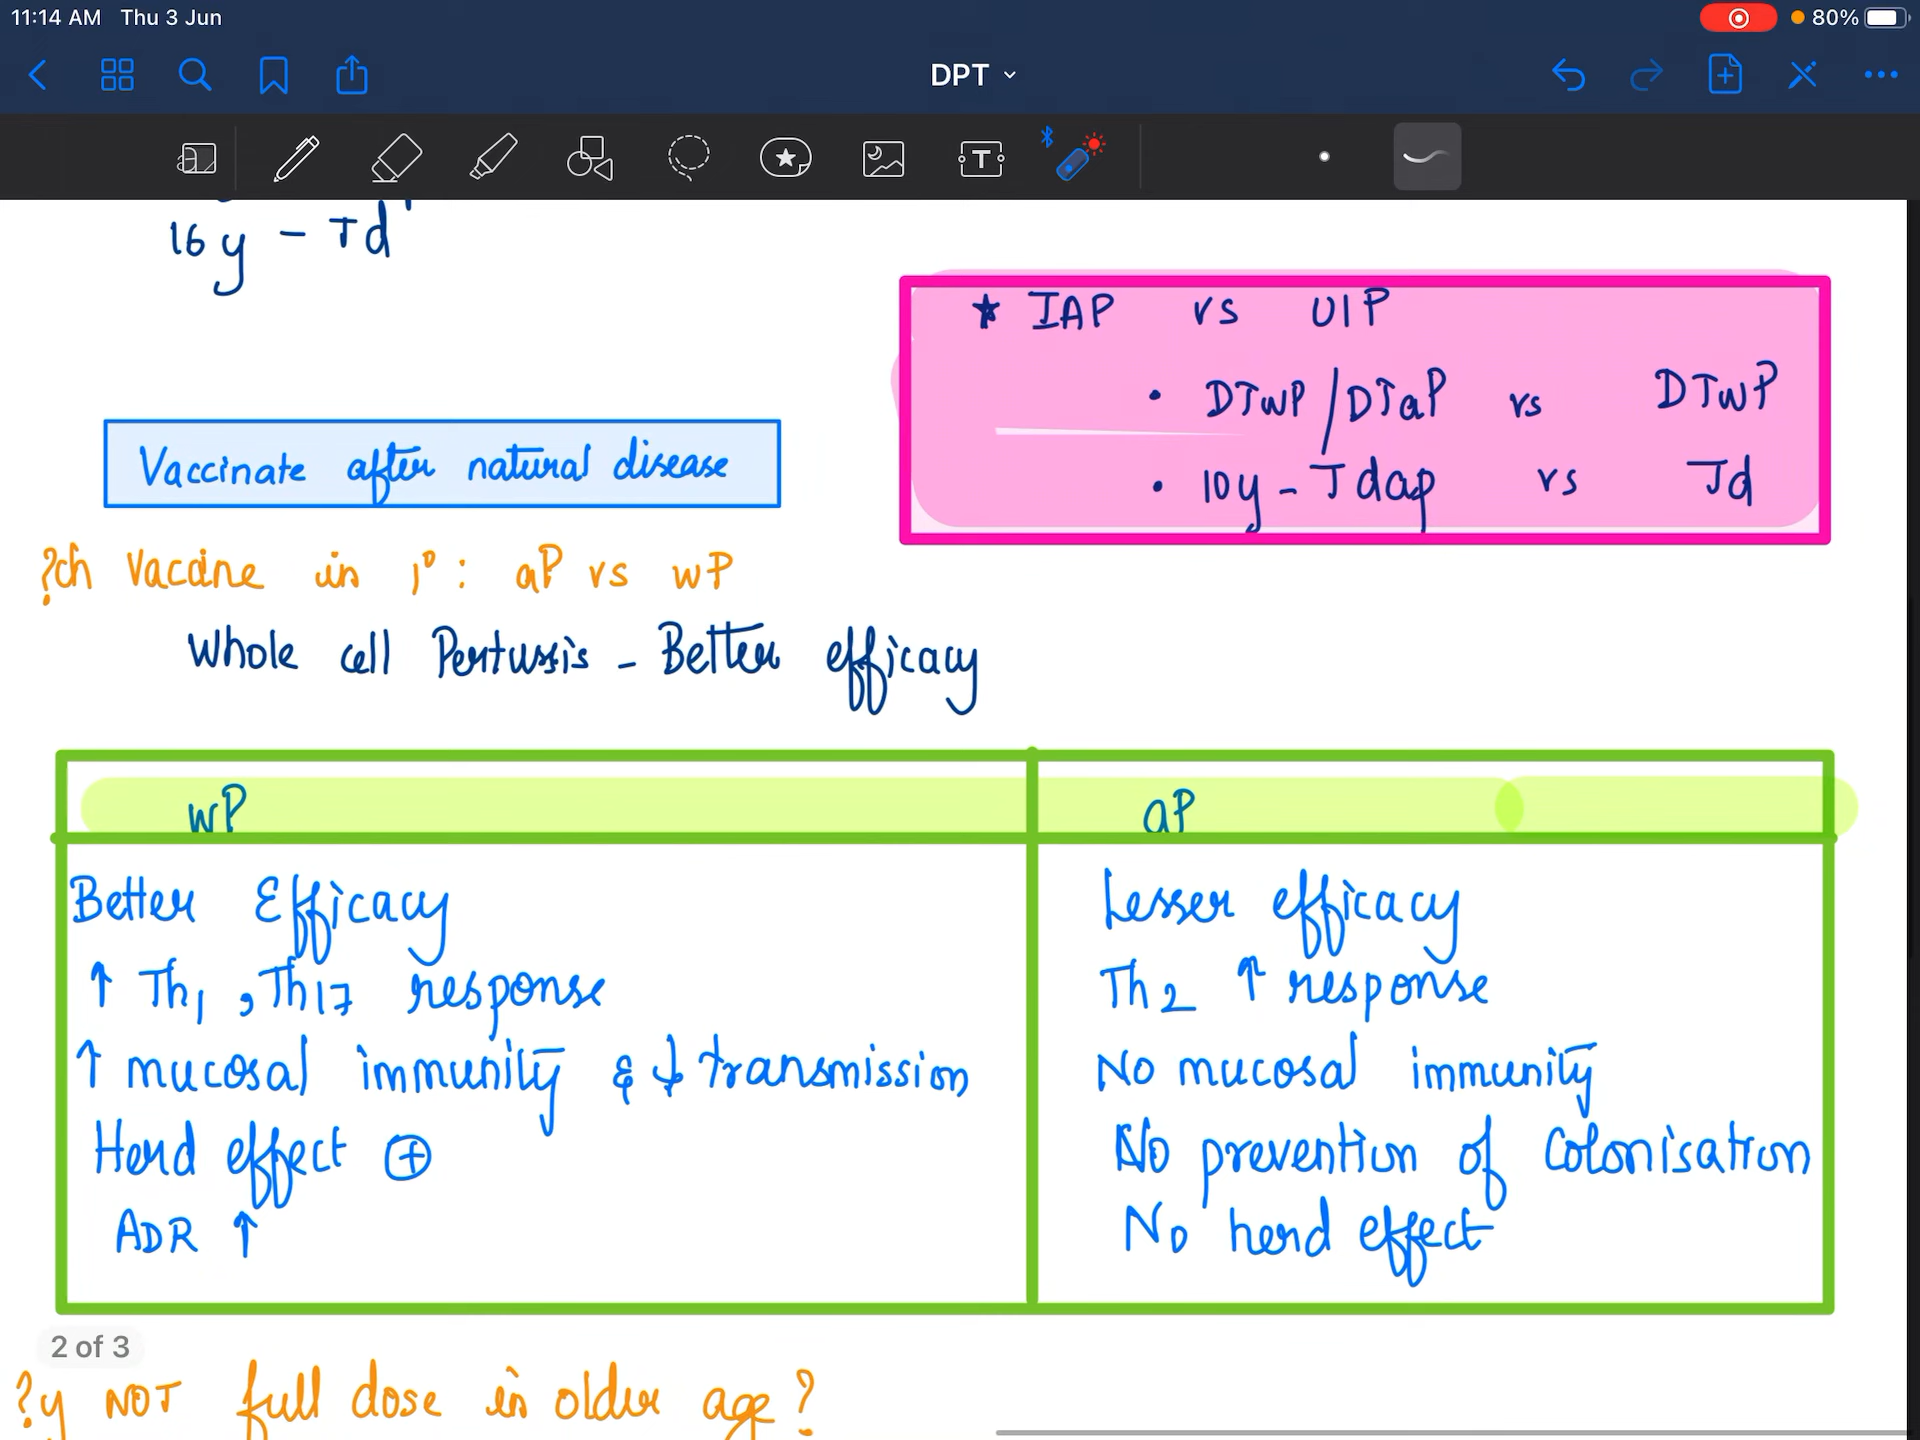 11:14 AM Thu 3 Jun
80%
DPT
16y - Td
★ IAP vs UIP
• DTwP/DTaP vs DTwP
• 10y - Tdap vs Td
Vaccinate after natural disease
?ch vaccine in 1°: aP vs wP
Whole cell Pertussis - Better efficacy
wP aP
Better Efficacy
↑ Th1, Th17 response
↑ mucosal immunity & ↓ transmission
Herd effect ⊕
ADR ↑
Lesser efficacy
Th2 ↑ response
No mucosal immunity
No prevention of Colonisation
No herd effect
2 of 3
?y NOT full dose in older age?